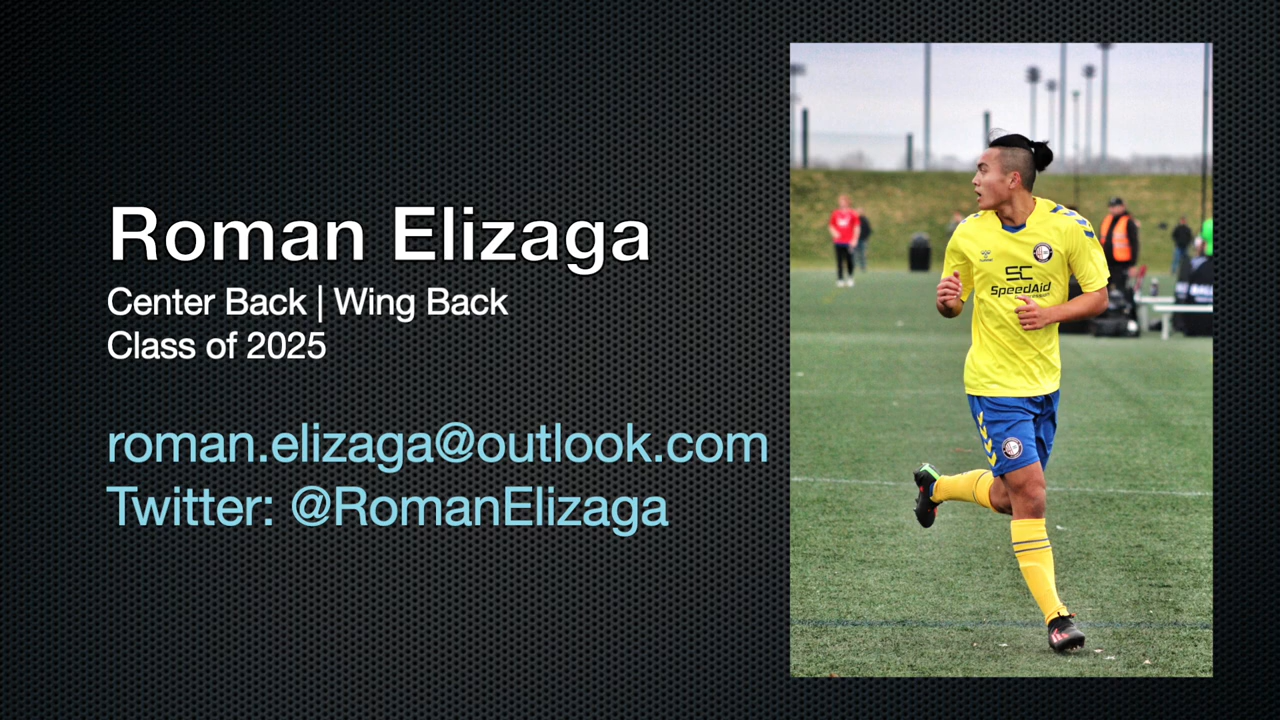 Roman Elizaga
Center Back | Wing Back
Class of 2025
roman.elizaga@outlook.com
Twitter: @RomanElizaga
SC
SpeedAid